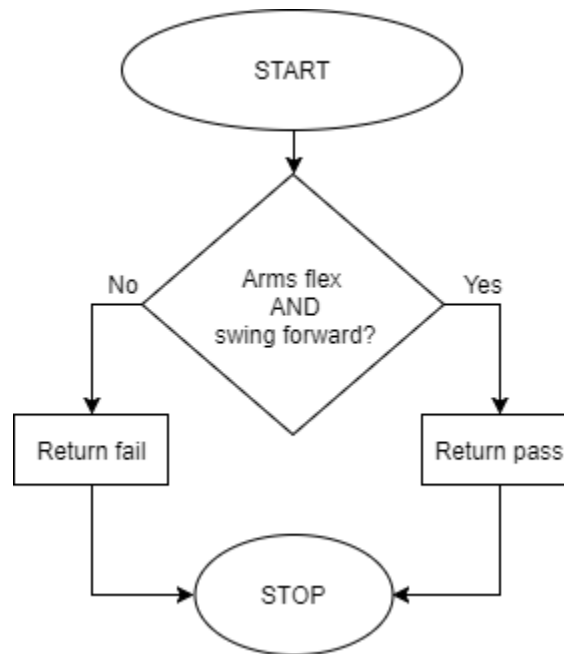 START
No
Arms flex
AND
swing forward?
Yes
Return fail
Return pass
STOP